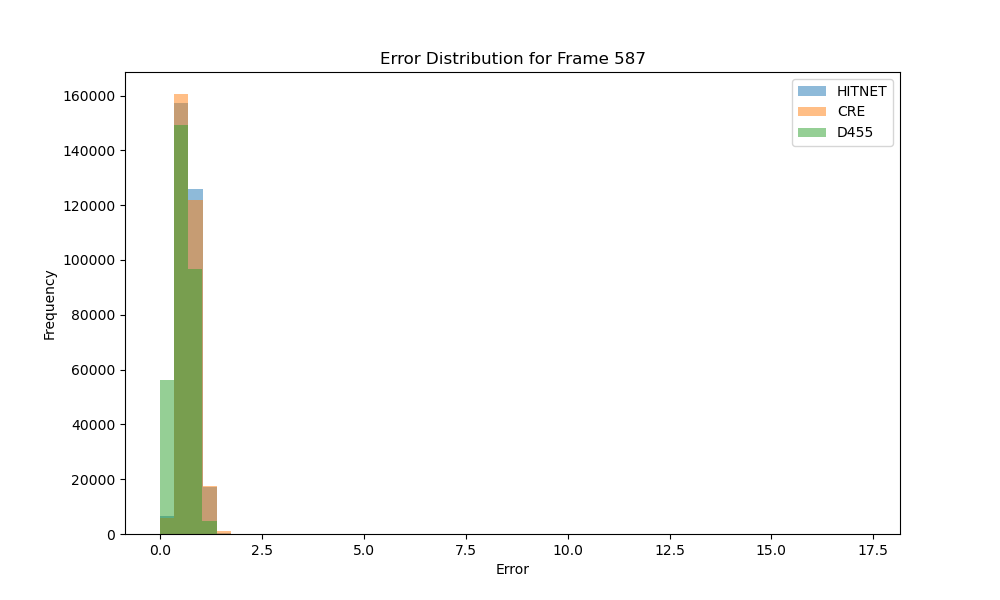 Error Distribution for Frame 587
HITNET
CRE
D455
160000
140000
120000
100000
80000
60000
40000
20000
0
Frequency
0.0 2.5 5.0 7.5 10.0 12.5 15.0 17.5
Error